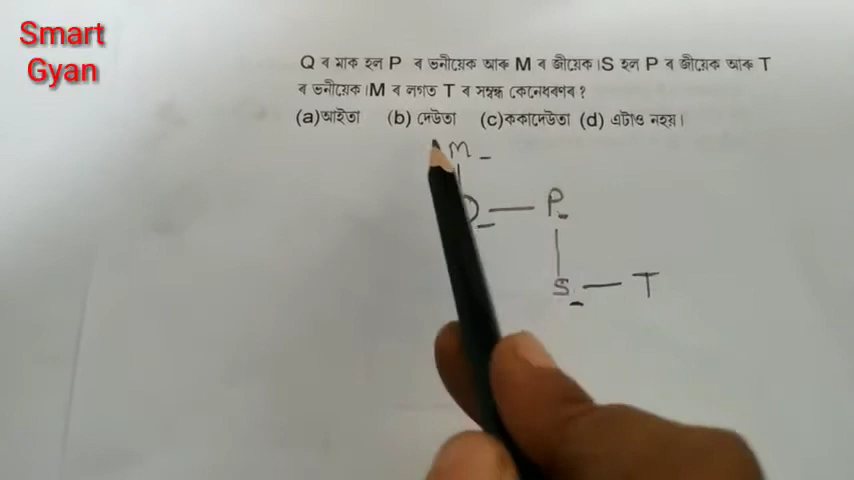 Smart
Gyan
Q ৰ মাক হল P ৰ ভনীয়েক আৰু M ৰ জীয়েক।S হল P ৰ জীয়েক আৰু T
ৰ ভনীয়েক।M ৰ লগত T ৰ সম্বন্ধ কেনেধৰণৰ?
(a)আইতা (b) দেউতা (c)ককাদেউতা (d) এটাও নহয়।
M -
Q — P -
S — T